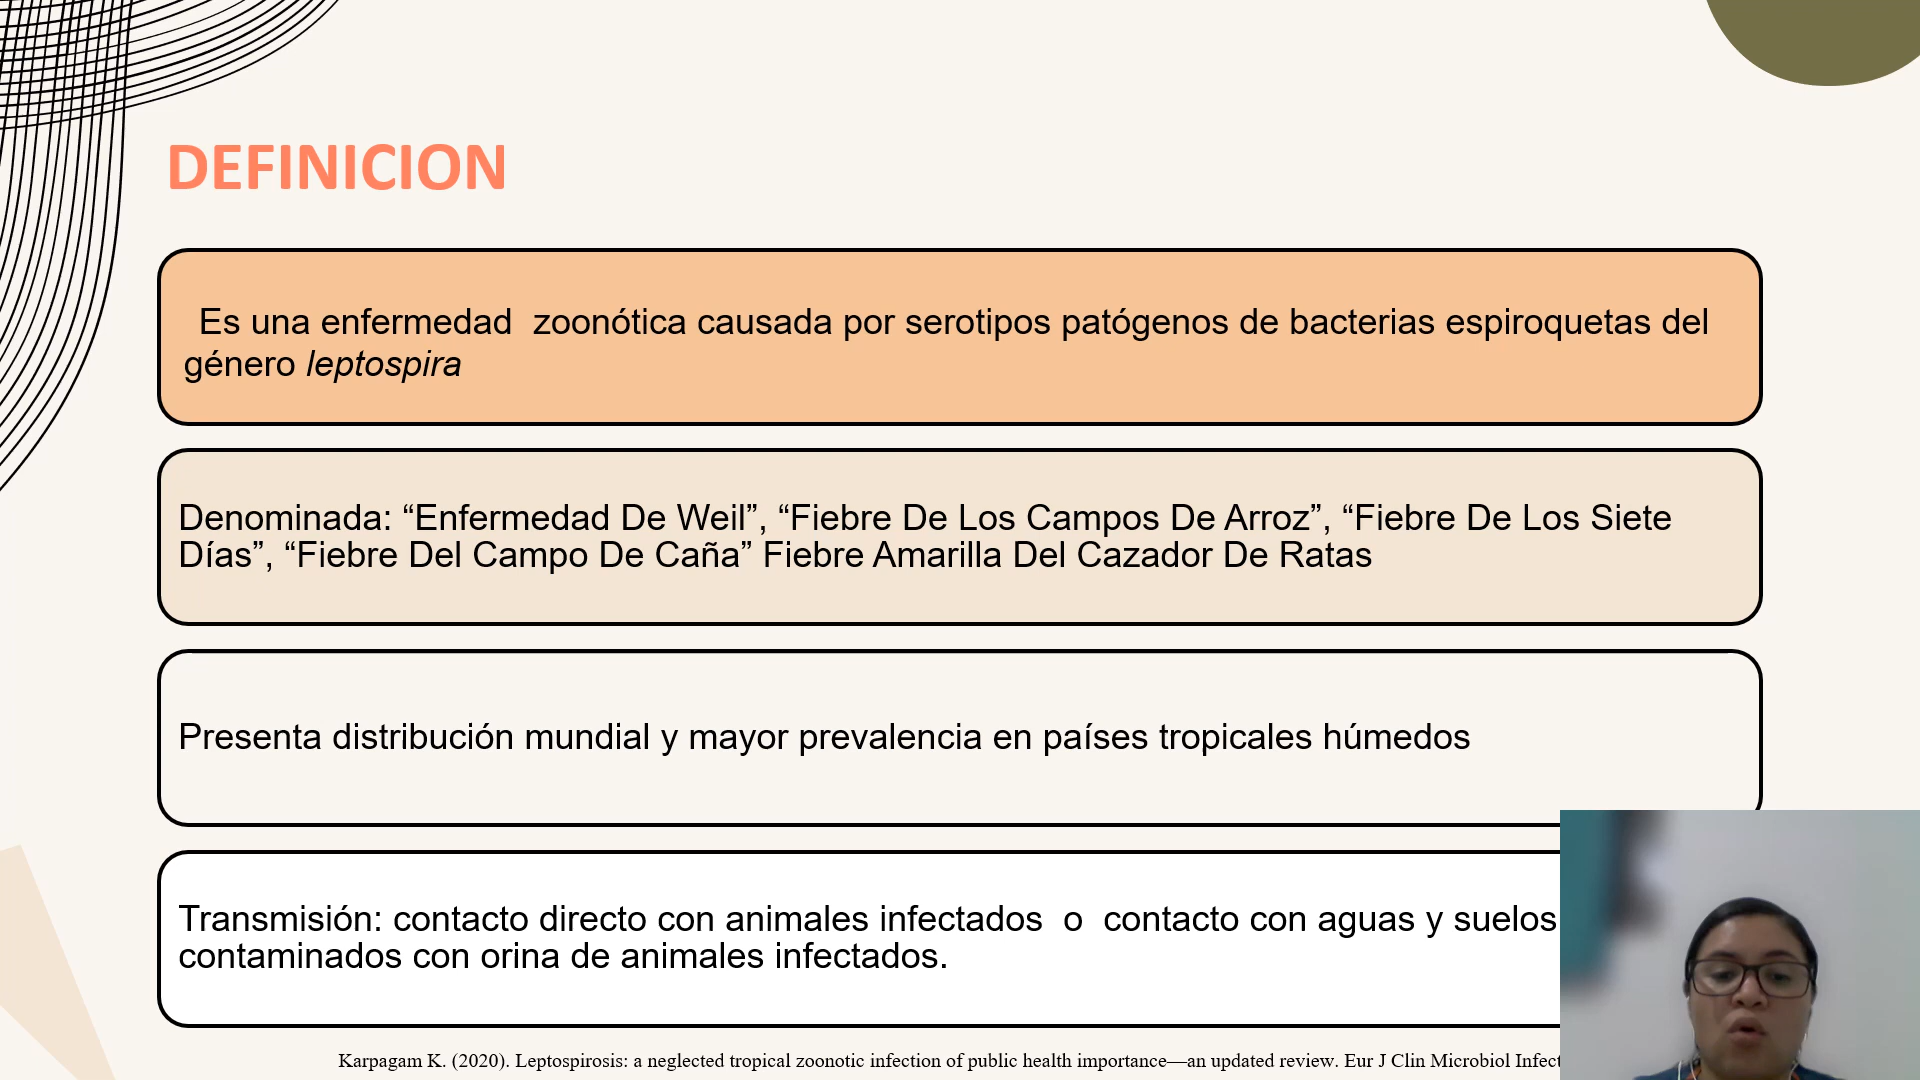 DEFINICION
Es una enfermedad  zoonótica causada por serotipos patógenos de bacterias espiroquetas del
género leptospira
Denominada: “Enfermedad De Weil”, “Fiebre De Los Campos De Arroz”, “Fiebre De Los Siete
Días”, “Fiebre Del Campo De Caña” Fiebre Amarilla Del Cazador De Ratas
Presenta distribución mundial y mayor prevalencia en países tropicales húmedos
Transmisión: contacto directo con animales infectados  o  contacto con aguas y suelos
contaminados con orina de animales infectados.
Karpagam K. (2020). Leptospirosis: a neglected tropical zoonotic infection of public health importance—an updated review. Eur J Clin Microbiol Infect